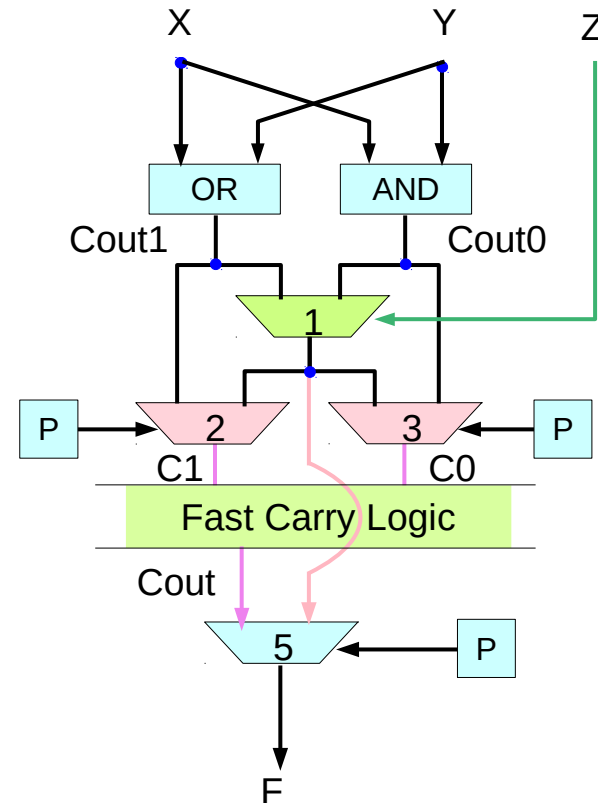 X Y Z
OR AND
Cout1 Cout0
1
P 2 3 P
C1 C0
Fast Carry Logic
Cout
5 P
F